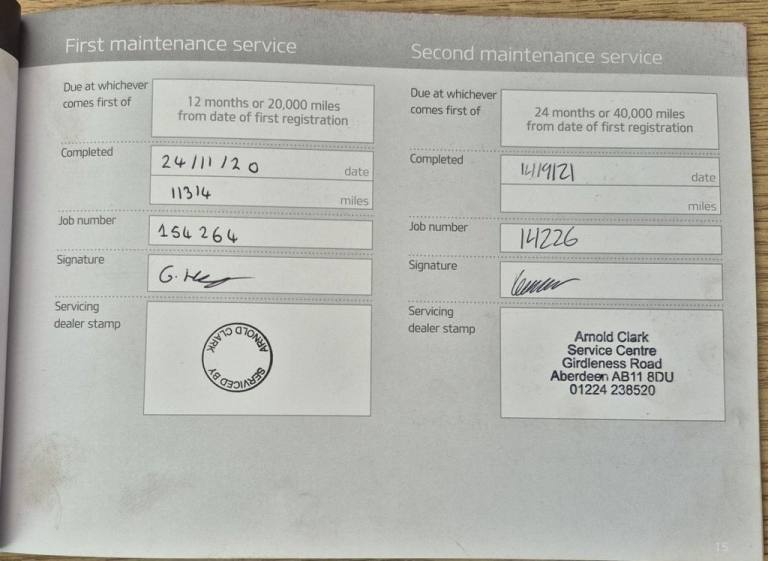 First maintenance service
Due at whichever
comes first of
12 months or 20,000 miles
from date of first registration
Completed
24/11/20 date
11314 miles
Job number
154264
Signature
Servicing
dealer stamp
ARNOLD CLARK
SERVICED BY
Second maintenance service
Due at whichever
comes first of
24 months or 40,000 miles
from date of first registration
Completed
14/9/21 date
miles
Job number
14226
Signature
Servicing
dealer stamp
Arnold Clark
Service Centre
Girdleness Road
Aberdeen AB11 8DU
01224 238520
15